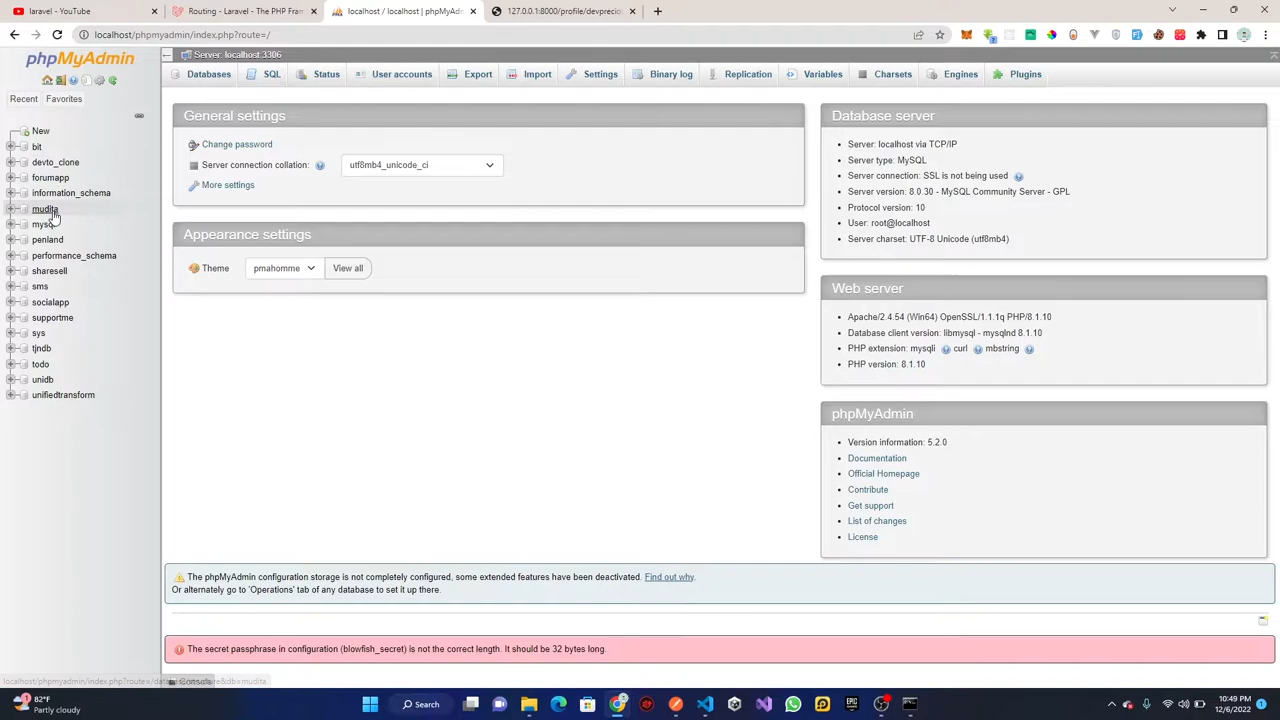 laravel - YouTube
Routing - Laravel - The PHP Fram
localhost / localhost | phpMyAdm
127.0.0.1:8000/profile/devprecio
localhost/phpmyadmin/index.php?route=/
phpMyAdmin
Recent
Favorites
New
bit
devto_clone
forumapp
information_schema
mudita
mysql
penland
performance_schema
sharesell
sms
socialapp
supportme
sys
tjndb
todo
unidb
unifiedtransform
Server: localhost:3306
Databases
SQL
Status
User accounts
Export
Import
Settings
Binary log
Replication
Variables
Charsets
Engines
Plugins
General settings
Change password
Server connection collation:
utf8mb4_unicode_ci
More settings
Appearance settings
Theme
pmahomme
View all
Database server
Server: localhost via TCP/IP
Server type: MySQL
Server connection: SSL is not being used
Server version: 8.0.30 - MySQL Community Server - GPL
Protocol version: 10
User: root@localhost
Server charset: UTF-8 Unicode (utf8mb4)
Web server
Apache/2.4.54 (Win64) OpenSSL/1.1.1q PHP/8.1.10
Database client version: libmysql - mysqlnd 8.1.10
PHP extension: mysqli curl mbstring
PHP version: 8.1.10
phpMyAdmin
Version information: 5.2.0
Documentation
Official Homepage
Contribute
Get support
List of changes
License
The phpMyAdmin configuration storage is not completely configured, some extended features have been deactivated. Find out why.
Or alternately go to 'Operations' tab of any database to set it up there.
The secret passphrase in configuration (blowfish_secret) is not the correct length. It should be 32 bytes long.
Console
82°F
Partly cloudy
Search
10:49 PM
12/6/2022